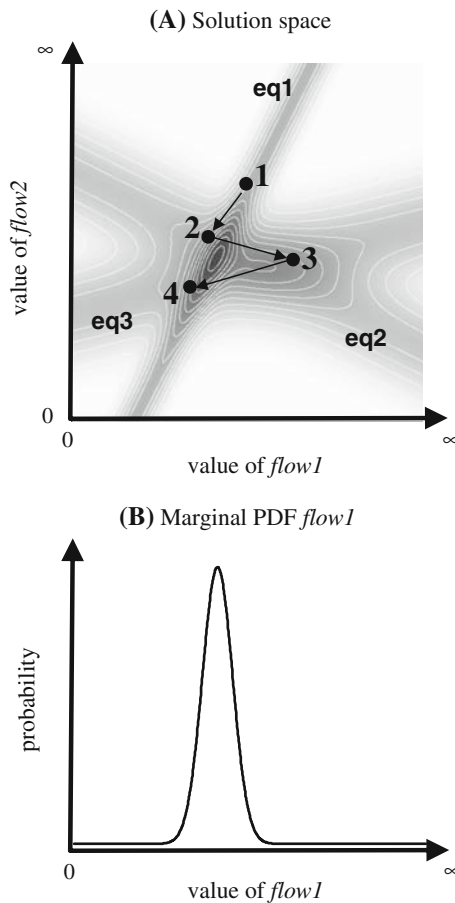 (A) Solution space
∞
eq1
1
2
3
4
eq3
eq2
value of flow2
0
0
∞
value of flow1
(B) Marginal PDF flow1
probability
0
∞
value of flow1